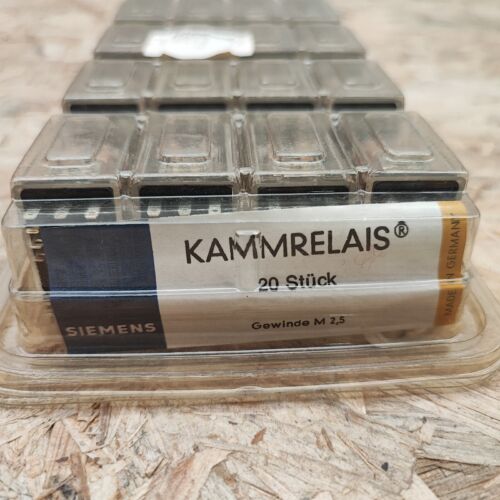 KAMMRELAIS®
20 Stück
SIEMENS
Gewinde M 2,5
MADE IN GERMANY